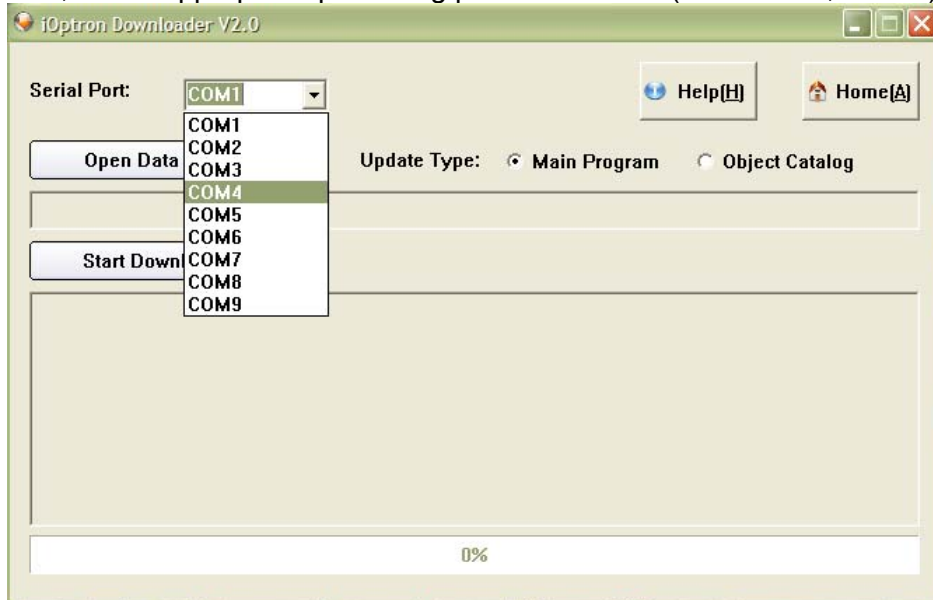 iOptron Downloader V2.0
Serial Port: COM1 Help(H) Home(A)
COM1
Open Data COM2 Update Type: Main Program Object Catalog
COM3
COM4
COM5
COM6
Start Downl COM7
COM8
COM9
0%